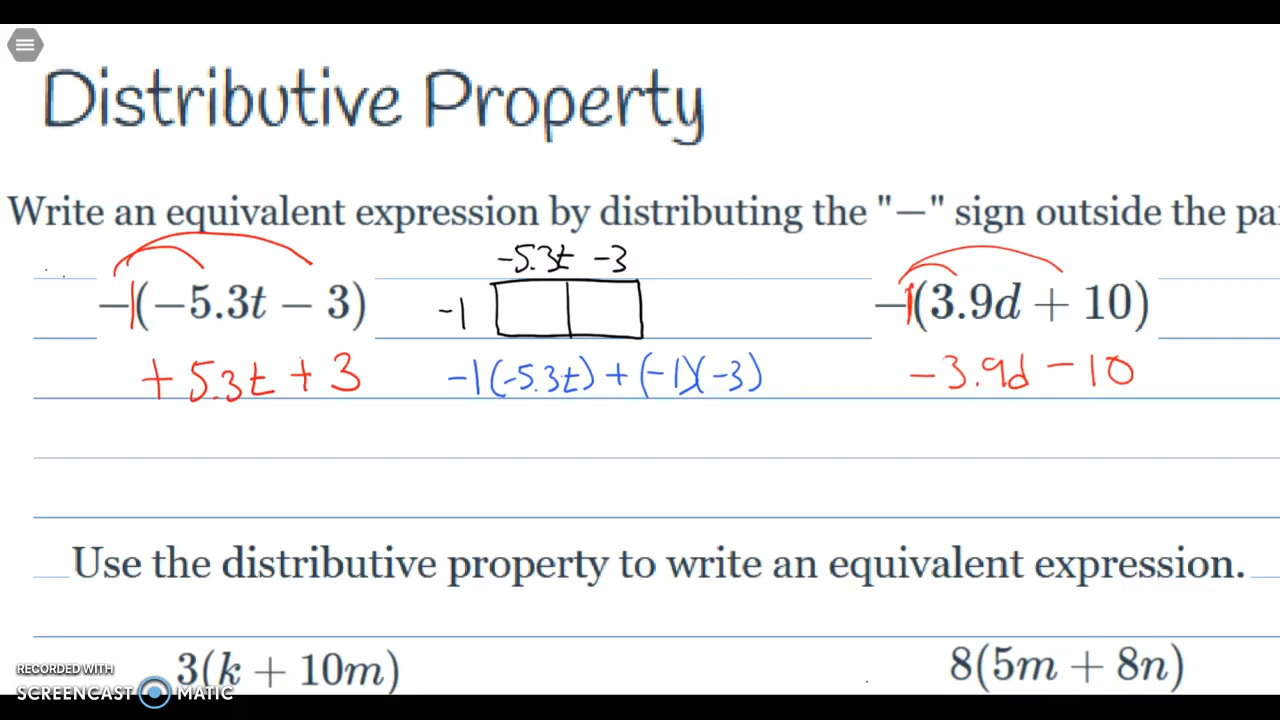 Distributive Property
Write an equivalent expression by distributing the "−" sign outside the pa
-5.3t -3
−1(−5.3t − 3) -1 −1(3.9d + 10)
+ 5.3t + 3 -1(-5.3t) + (-1)(-3) - 3.9d - 10
Use the distributive property to write an equivalent expression.
3(k + 10m) 8(5m + 8n)
RECORDED WITH
SCREENCAST MATIC